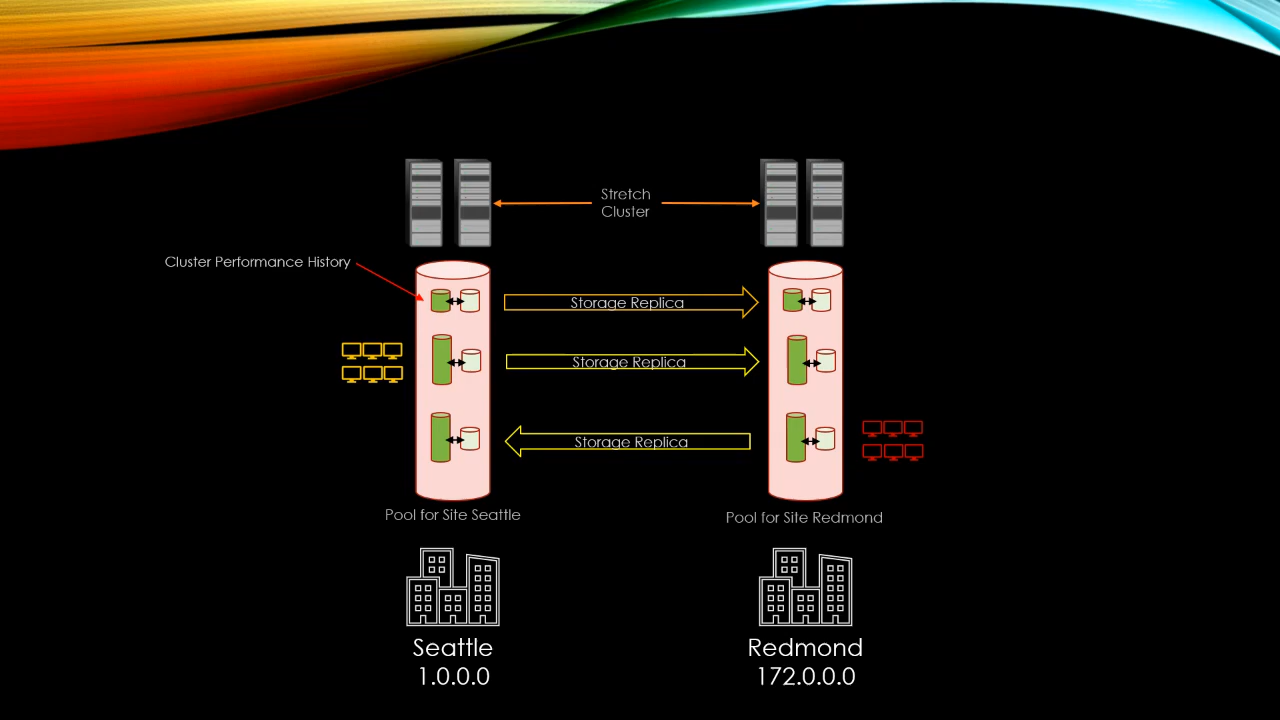 Stretch
Cluster
Cluster Performance History
Storage Replica
Storage Replica
Storage Replica
Pool for Site Seattle
Pool for Site Redmond
Seattle
1.0.0.0
Redmond
172.0.0.0